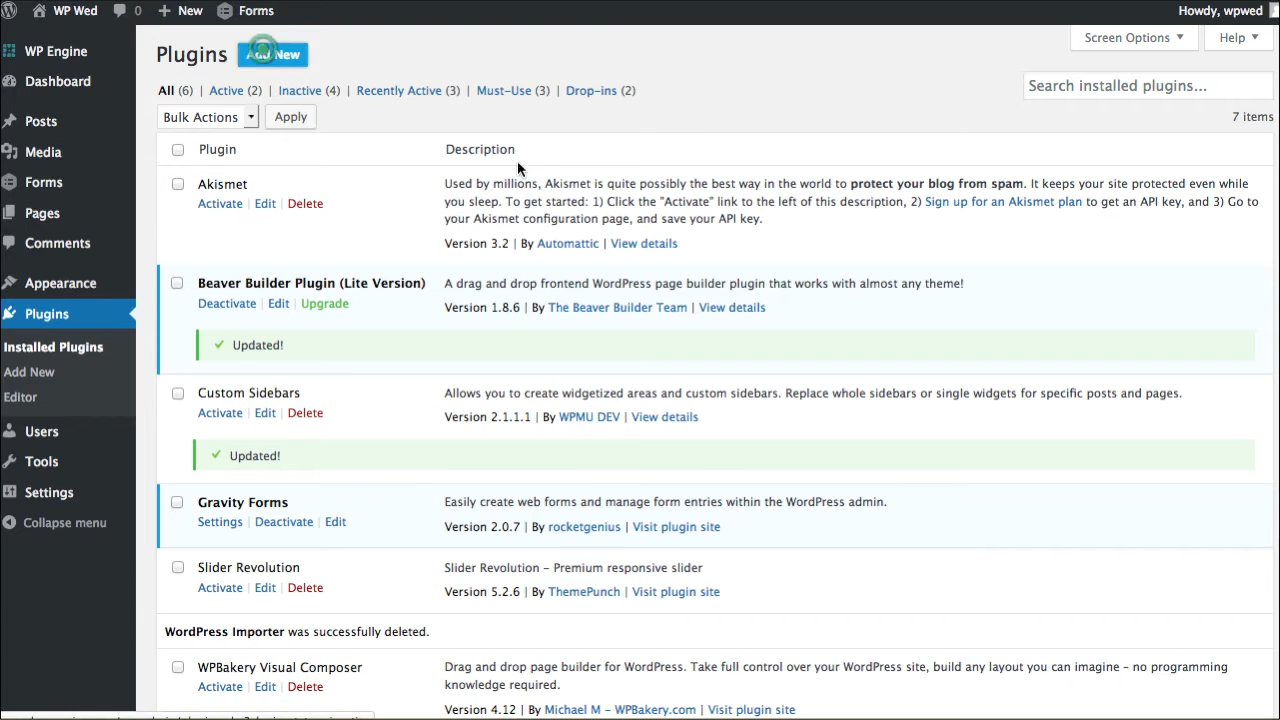 WP Wed 0 New Forms Howdy, wpwed
WP Engine
Dashboard
Posts
Media
Forms
Pages
Comments
Appearance
Plugins
Installed Plugins
Add New
Editor
Users
Tools
Settings
Collapse menu
Plugins Add New
Screen Options Help
All (6) | Active (2) | Inactive (4) | Recently Active (3) | Must-Use (3) | Drop-ins (2)
Search installed plugins...
Bulk Actions Apply
7 items
Plugin Description
Akismet
Activate | Edit | Delete
Used by millions, Akismet is quite possibly the best way in the world to protect your blog from spam. It keeps your site protected even while
you sleep. To get started: 1) Click the "Activate" link to the left of this description, 2) Sign up for an Akismet plan to get an API key, and 3) Go to
your Akismet configuration page, and save your API key.
Version 3.2 | By Automattic | View details
Beaver Builder Plugin (Lite Version)
Deactivate | Edit | Upgrade
A drag and drop frontend WordPress page builder plugin that works with almost any theme!
Version 1.8.6 | By The Beaver Builder Team | View details
Updated!
Custom Sidebars
Activate | Edit | Delete
Allows you to create widgetized areas and custom sidebars. Replace whole sidebars or single widgets for specific posts and pages.
Version 2.1.1.1 | By WPMU DEV | View details
Updated!
Gravity Forms
Settings | Deactivate | Edit
Easily create web forms and manage form entries within the WordPress admin.
Version 2.0.7 | By rocketgenius | Visit plugin site
Slider Revolution
Activate | Edit | Delete
Slider Revolution – Premium responsive slider
Version 5.2.6 | By ThemePunch | Visit plugin site
WordPress Importer was successfully deleted.
WPBakery Visual Composer
Activate | Edit | Delete
Drag and drop page builder for WordPress. Take full control over your WordPress site, build any layout you can imagine – no programming
knowledge required.
Version 4.12 | By Michael M – WPBakery.com | Visit plugin site